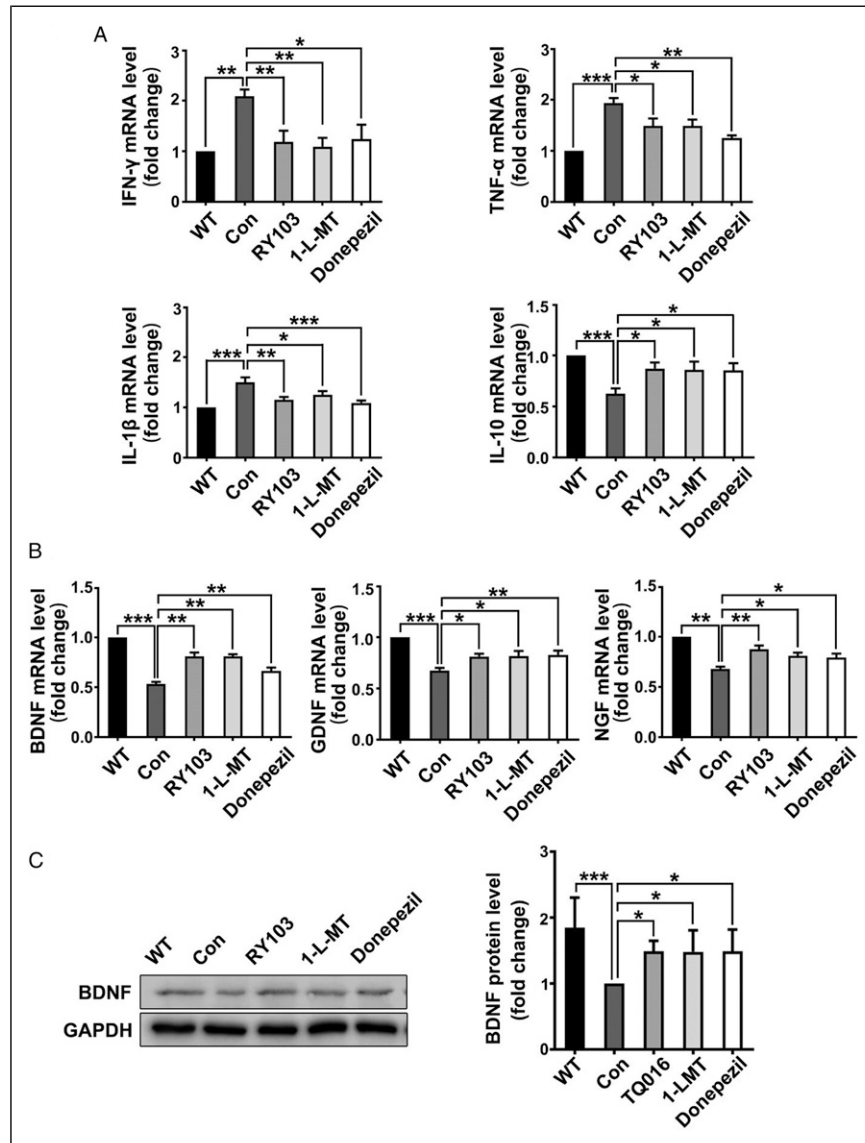 A
IFN-γ mRNA level
(fold change)
3
2
1
0
**
**
**
*
WT
Con
RY103
1-L-MT
Donepezil
TNF-α mRNA level
(fold change)
3
2
1
0
***
*
*
**
WT
Con
RY103
1-L-MT
Donepezil
IL-1β mRNA level
(fold change)
3
2
1
0
***
**
*
***
WT
Con
RY103
1-L-MT
Donepezil
IL-10 mRNA level
(fold change)
1.5
1.0
0.5
0.0
***
*
*
*
WT
Con
RY103
1-L-MT
Donepezil
B
BDNF mRNA level
(fold change)
1.5
1.0
0.5
0.0
***
**
**
**
WT
Con
RY103
1-L-MT
Donepezil
GDNF mRNA level
(fold change)
1.5
1.0
0.5
0.0
***
*
*
**
WT
Con
RY103
1-L-MT
Donepezil
NGF mRNA level
(fold change)
1.5
1.0
0.5
0.0
**
**
*
*
WT
Con
RY103
1-L-MT
Donepezil
C
WT
Con
RY103
1-L-MT
Donepezil
BDNF
GAPDH
BDNF protein level
(fold change)
3
2
1
0
***
*
*
*
WT
Con
TQ016
1-LMT
Donepezil